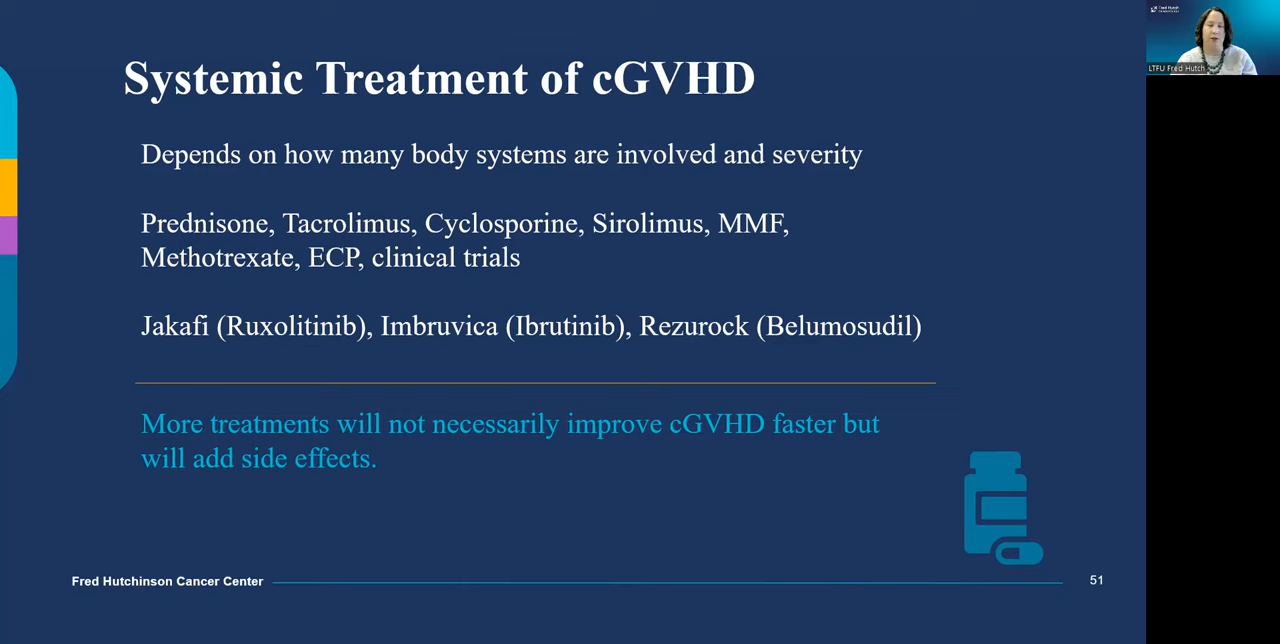 Systemic Treatment of cGVHD
Depends on how many body systems are involved and severity
Prednisone, Tacrolimus, Cyclosporine, Sirolimus, MMF,
Methotrexate, ECP, clinical trials
Jakafi (Ruxolitinib), Imbruvica (Ibrutinib), Rezurock (Belumosudil)
More treatments will not necessarily improve cGVHD faster but
will add side effects.
Fred Hutchinson Cancer Center
51
Fred Hutch
LTFU Fred Hutch